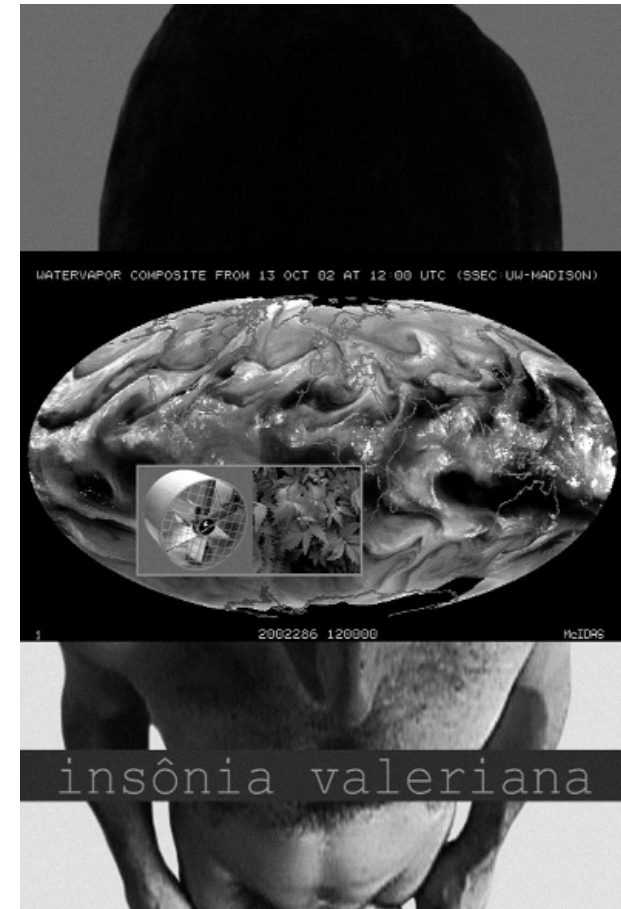 WATERVAPOR COMPOSITE FROM 13 OCT 02 AT 12:00 UTC (SSEC:UW-MADISON)
1 2002286 120000 McIDAS
insônia valeriana